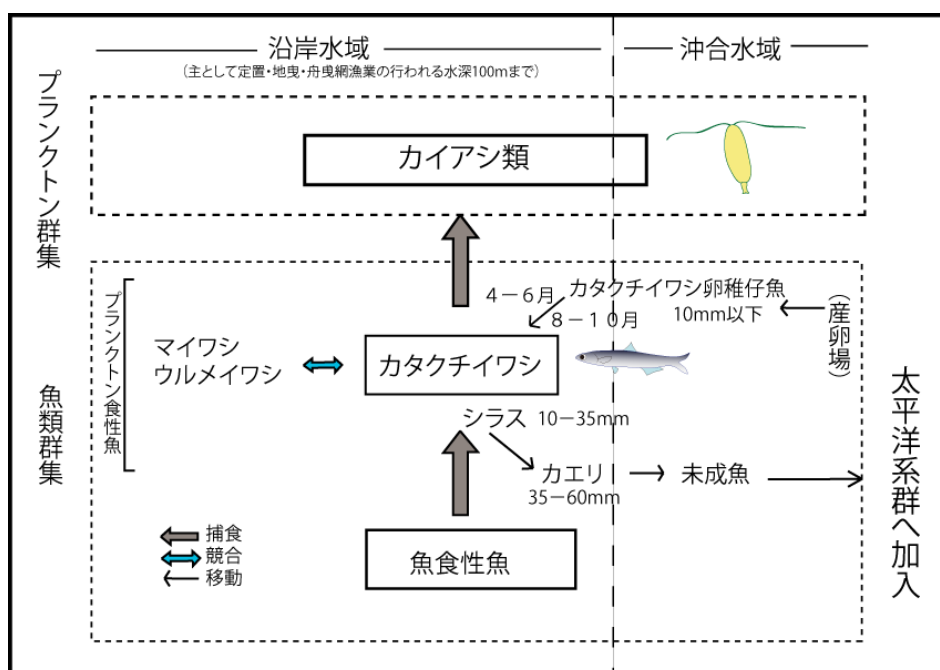 沿岸水域
(主として定置・地曳・舟曳網漁業の行われる水深100mまで)
沖合水域
プランクトン群集
カイアシ類
魚類群集
プランクトン食性魚
マイワシ
ウルメイワシ
4－6月
8－10月
カタクチイワシ卵稚仔魚
10mm以下
(産卵場)
カタクチイワシ
シラス 10－35mm
カエリ
35－60mm
未成魚
太平洋系群へ加入
魚食性魚
捕食
競合
移動